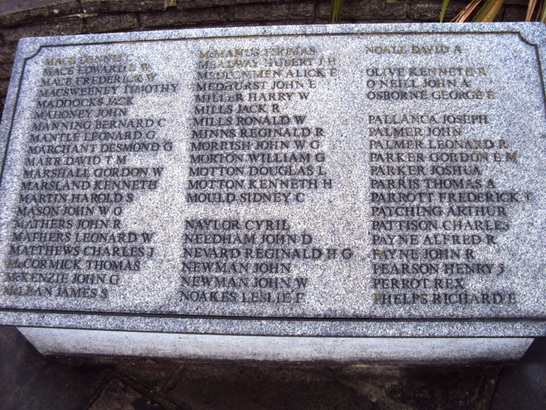 MACE EDWARD W
MACE FREDERICK W
MACSWEENEY TIMOTHY
MADDOCKS JACK
MAHONEY JOHN
MANNING BERNARD C
MANTLE LEONARD G
MARCHANT DESMOND G
MARK DAVID T M
MARSHALL GORDON W
MARSLAND KENNETH
MARTIN HAROLD S
MASON JOHN W G
MATHERS JOHN R
MATHERS LEONARD W
MATTHEWS CHARLES J
McCORMICK THOMAS
McKENZIE JOHN G
McLEAN JAMES S
McMANUS THOMAS
HUBERT J H
ALICK E
MEDHURST JOHN E
MILLER HARRY W
MILLS JACK R
MILLS RONALD W
MINNS REGINALD R
MORRISH JOHN W G
MORTON WILLIAM G
MOTTON DOUGLAS L
MOTTON KENNETH H
MOULD SIDNEY C
NAYLOR CYRIL
NEEDHAM JOHN D
NEVARD REGINALD H G
NEWMAN JOHN
NEWMAN JOHN W
NOAKES LESLIE F
NOALL DAVID A
OLIVE KENNETH R
O'NEILL JOHN A
OSBORNE GEORGE E
PALLANCA JOSEPH
PALMER JOHN
PALMER LEONARD R
PARKER GORDON E M
PARKER JOSHUA
PARRIS THOMAS A
PARROTT FREDERICK T
PATCHING ARTHUR
PATTISON CHARLES
PAYNE ALFRED R
PAYNE JOHN R
PEARSON HENRY J
PERROT REX
PHELPS RICHARD E